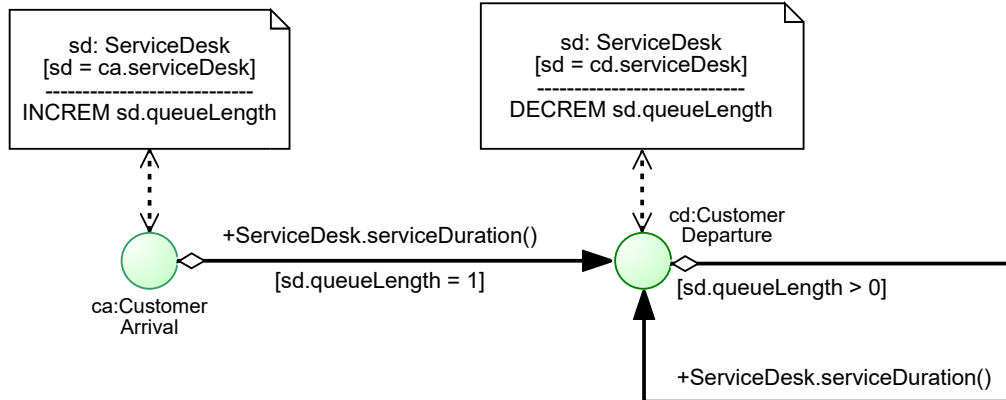 sd: ServiceDesk
[sd = ca.serviceDesk]
----------------------------
INCREM sd.queueLength
sd: ServiceDesk
[sd = cd.serviceDesk]
----------------------------
DECREM sd.queueLength
+ServiceDesk.serviceDuration()
[sd.queueLength = 1]
ca:Customer
Arrival
cd:Customer
Departure
[sd.queueLength > 0]
+ServiceDesk.serviceDuration()